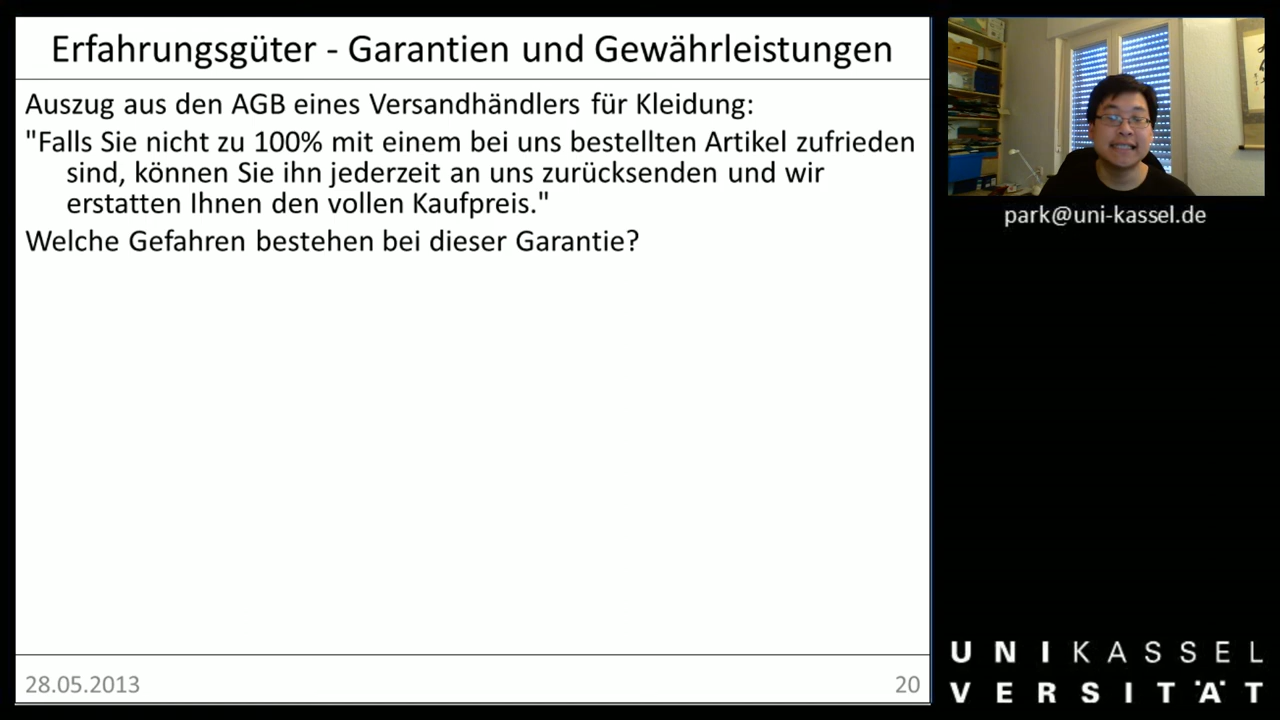 Erfahrungsgüter - Garantien und Gewährleistungen
Auszug aus den AGB eines Versandhändlers für Kleidung:
"Falls Sie nicht zu 100% mit einem bei uns bestellten Artikel zufrieden
sind, können Sie ihn jederzeit an uns zurücksenden und wir
erstatten Ihnen den vollen Kaufpreis."
Welche Gefahren bestehen bei dieser Garantie?
28.05.2013
20
park@uni-kassel.de
UNIKASSEL
VERSITÄT